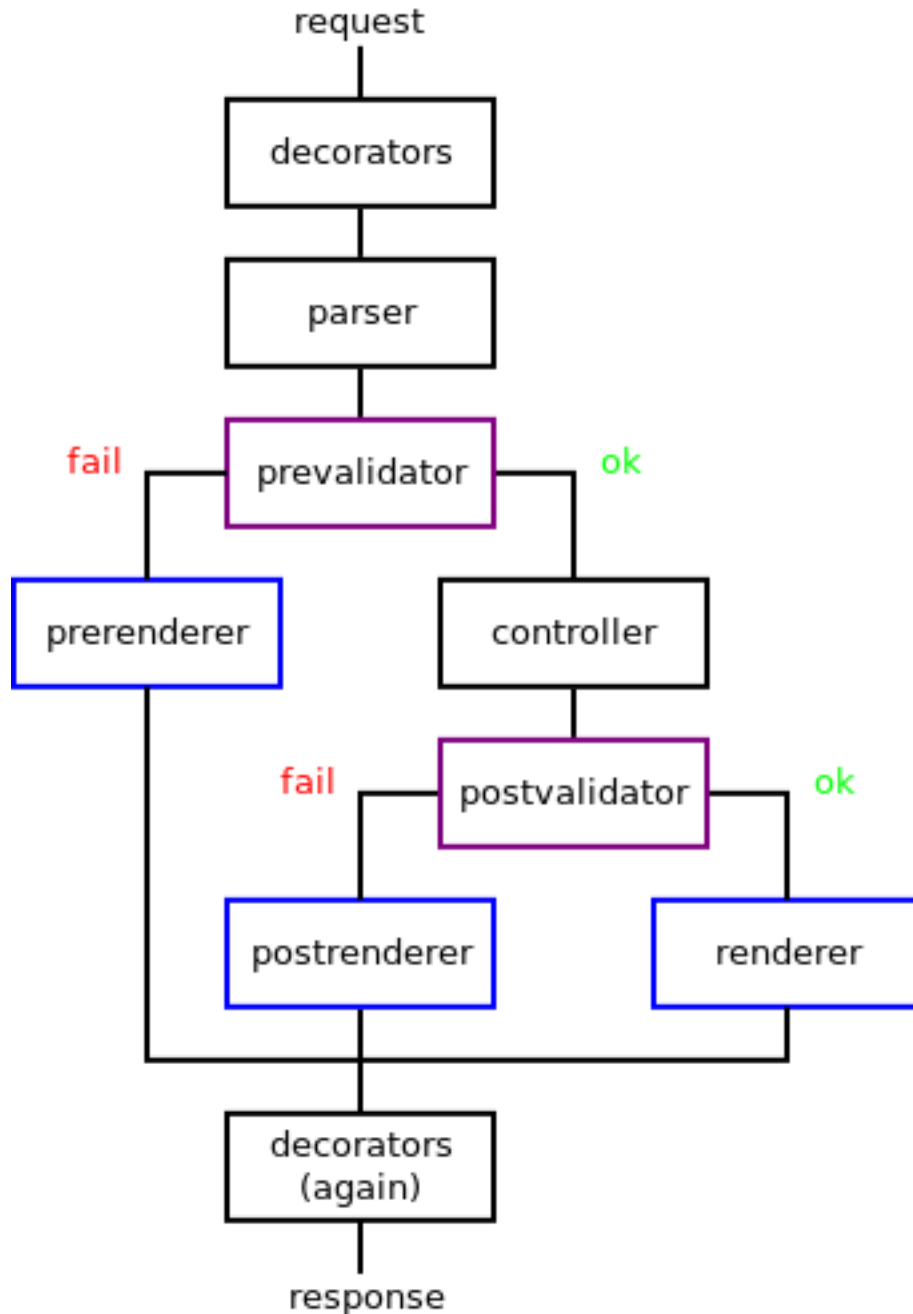 request
decorators
parser
fail
prevalidator
ok
prerenderer
controller
fail
postvalidator
ok
postrenderer
renderer
decorators
(again)
response